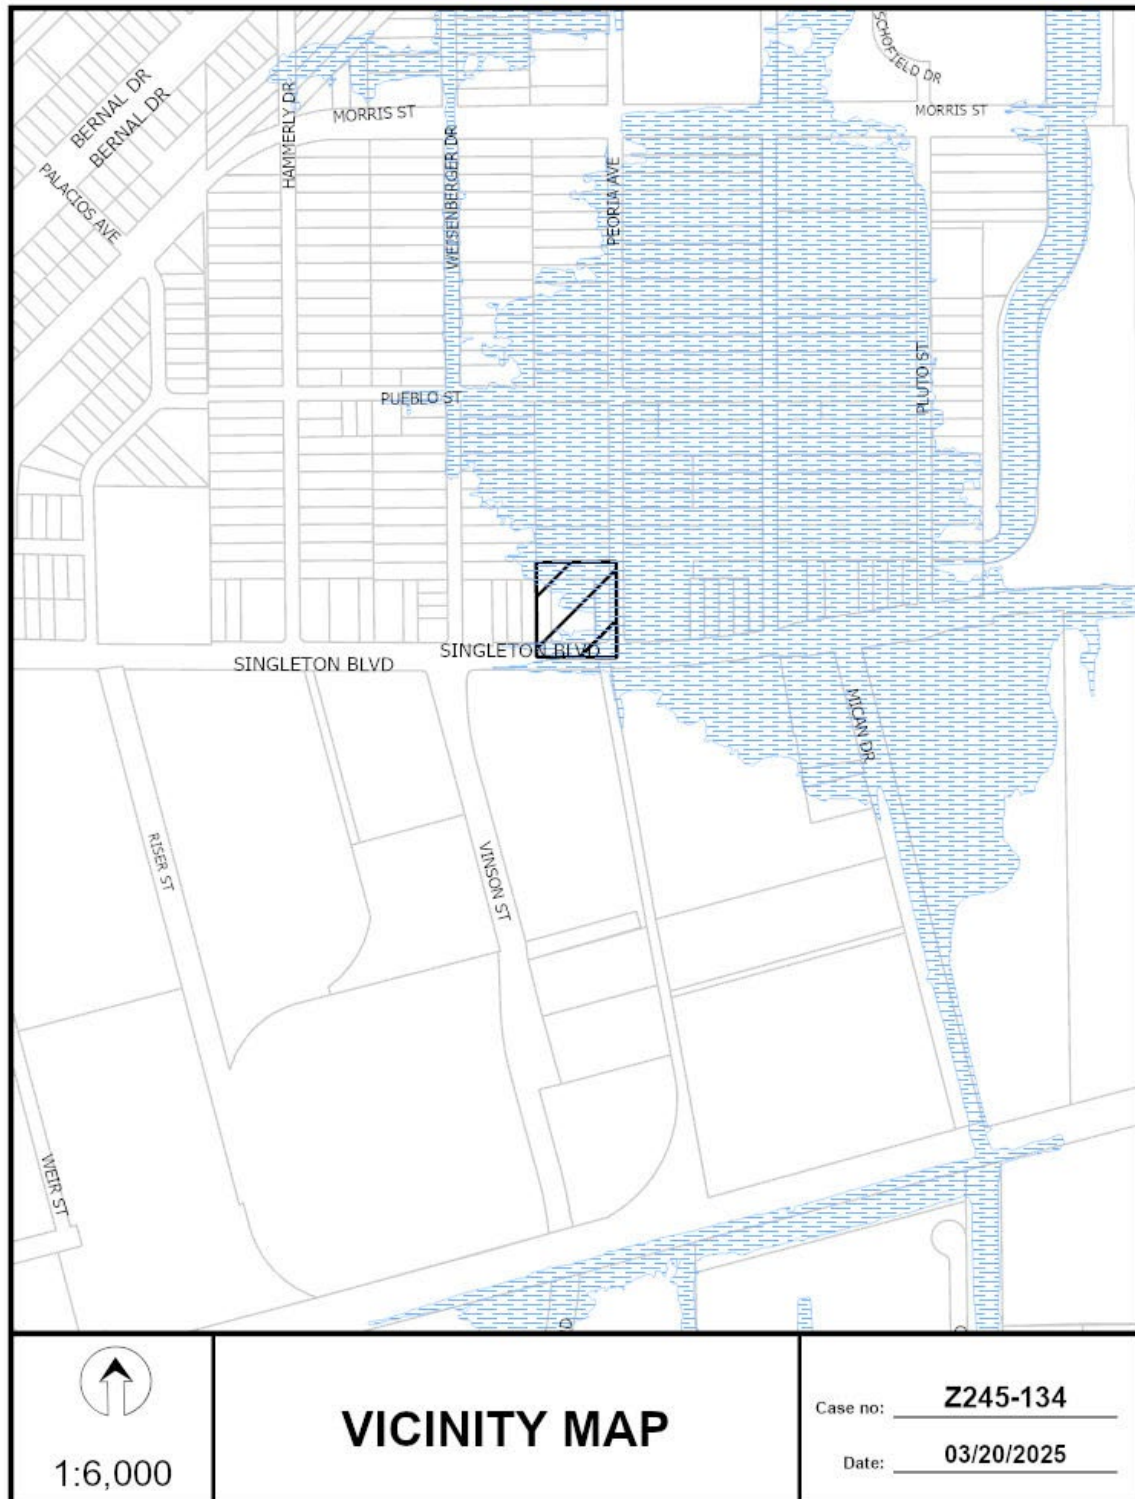 SCHOFIELD DR
BERNAL DR
BERNAL DR
HAMMERLY DR
MORRIS ST
MORRIS ST
WEISENBERGER DR
PEORIA AVE
PALACIOS AVE
PUEBLO ST
PLUTO ST
SINGLETON BLVD
SINGLETON BLVD
MICAN DR
RISER ST
VINSON ST
WEIR ST
1:6,000
VICINITY MAP
Case no: Z245-134
Date: 03/20/2025